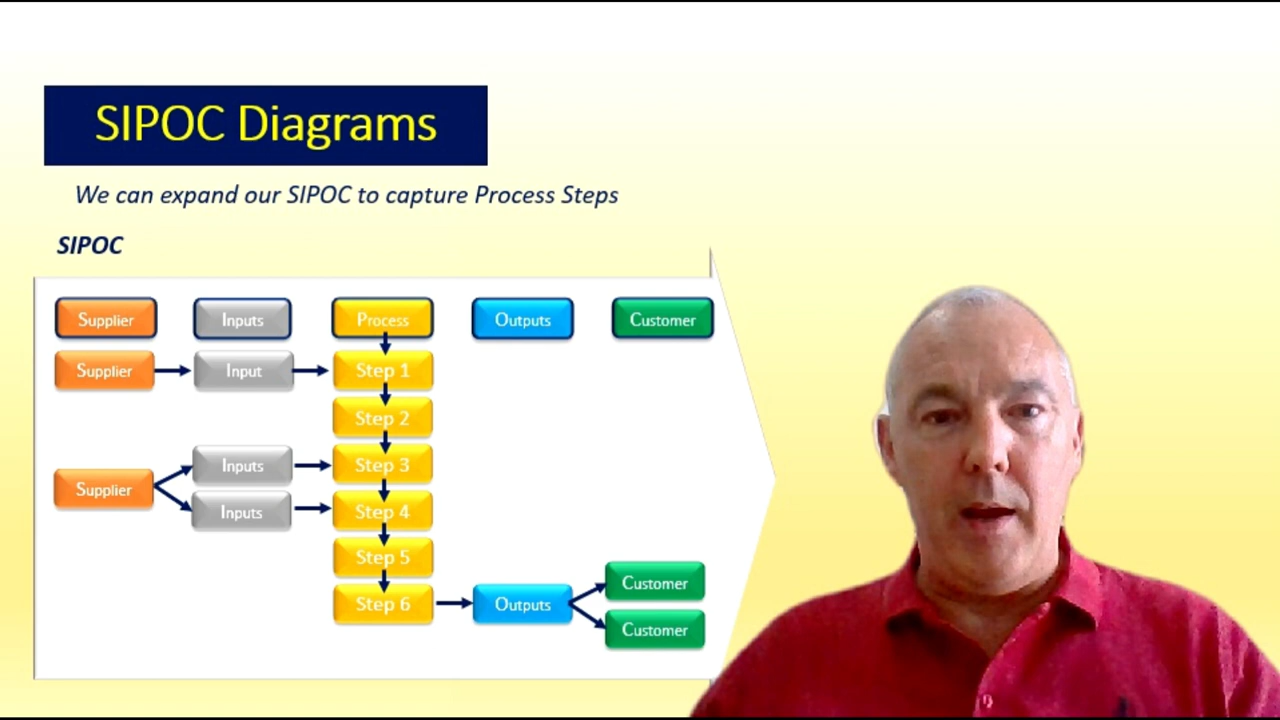 SIPOC Diagrams
We can expand our SIPOC to capture Process Steps
SIPOC
Supplier Inputs Process Outputs Customer
Supplier Input Step 1
Step 2
Inputs Step 3
Supplier
Inputs Step 4
Step 5
Customer
Step 6 Outputs
Customer